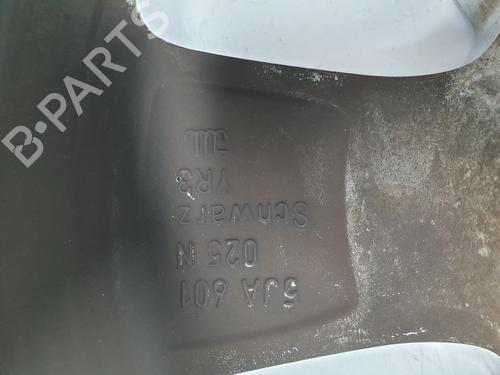 5JA 601
025 N
Schwarz
YR3
B-PARTS